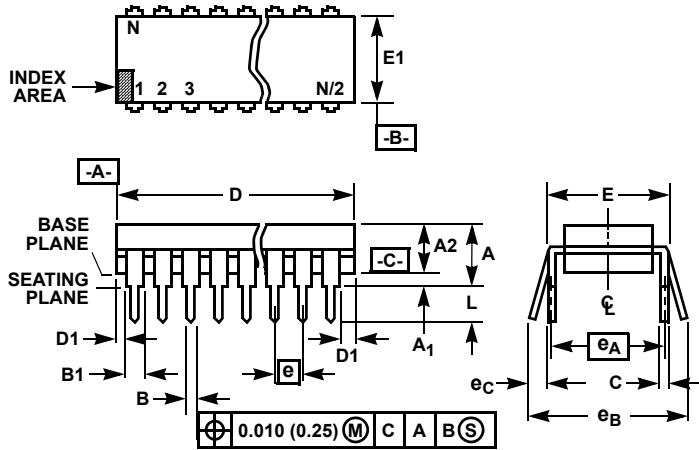 N
E1
INDEX
AREA
1 2 3 N/2
-B-
-A-
D
E
BASE
PLANE
A2
A
-C-
SEATING
PLANE
L
℄
D1
A1
D1
eA
B1
e
eC
C
B
eB
0.010 (0.25) Ⓜ C A B Ⓢ